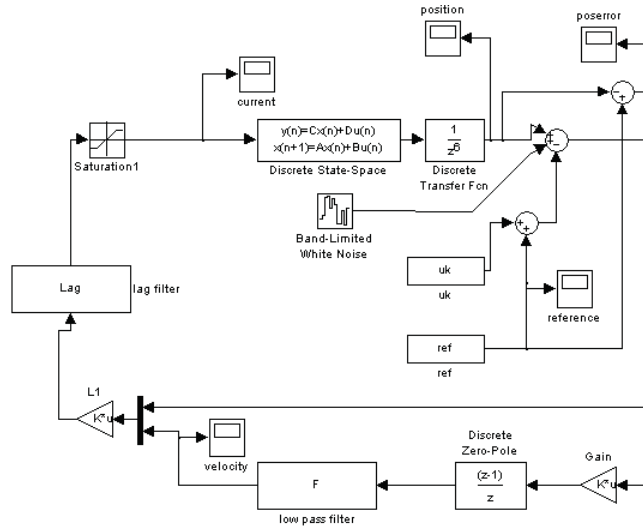 position
poserror
current
y(n)=Cx(n)+Du(n)
x(n+1)=Ax(n)+Bu(n)
Discrete State-Space
1
z^6
Discrete
Transfer Fcn
Saturation1
Band-Limited
White Noise
uk
uk
Lag
lag filter
reference
ref
ref
L1
K*u
velocity
Discrete
Zero-Pole
Gain
F
(z-1)
z
K*u
low pass filter